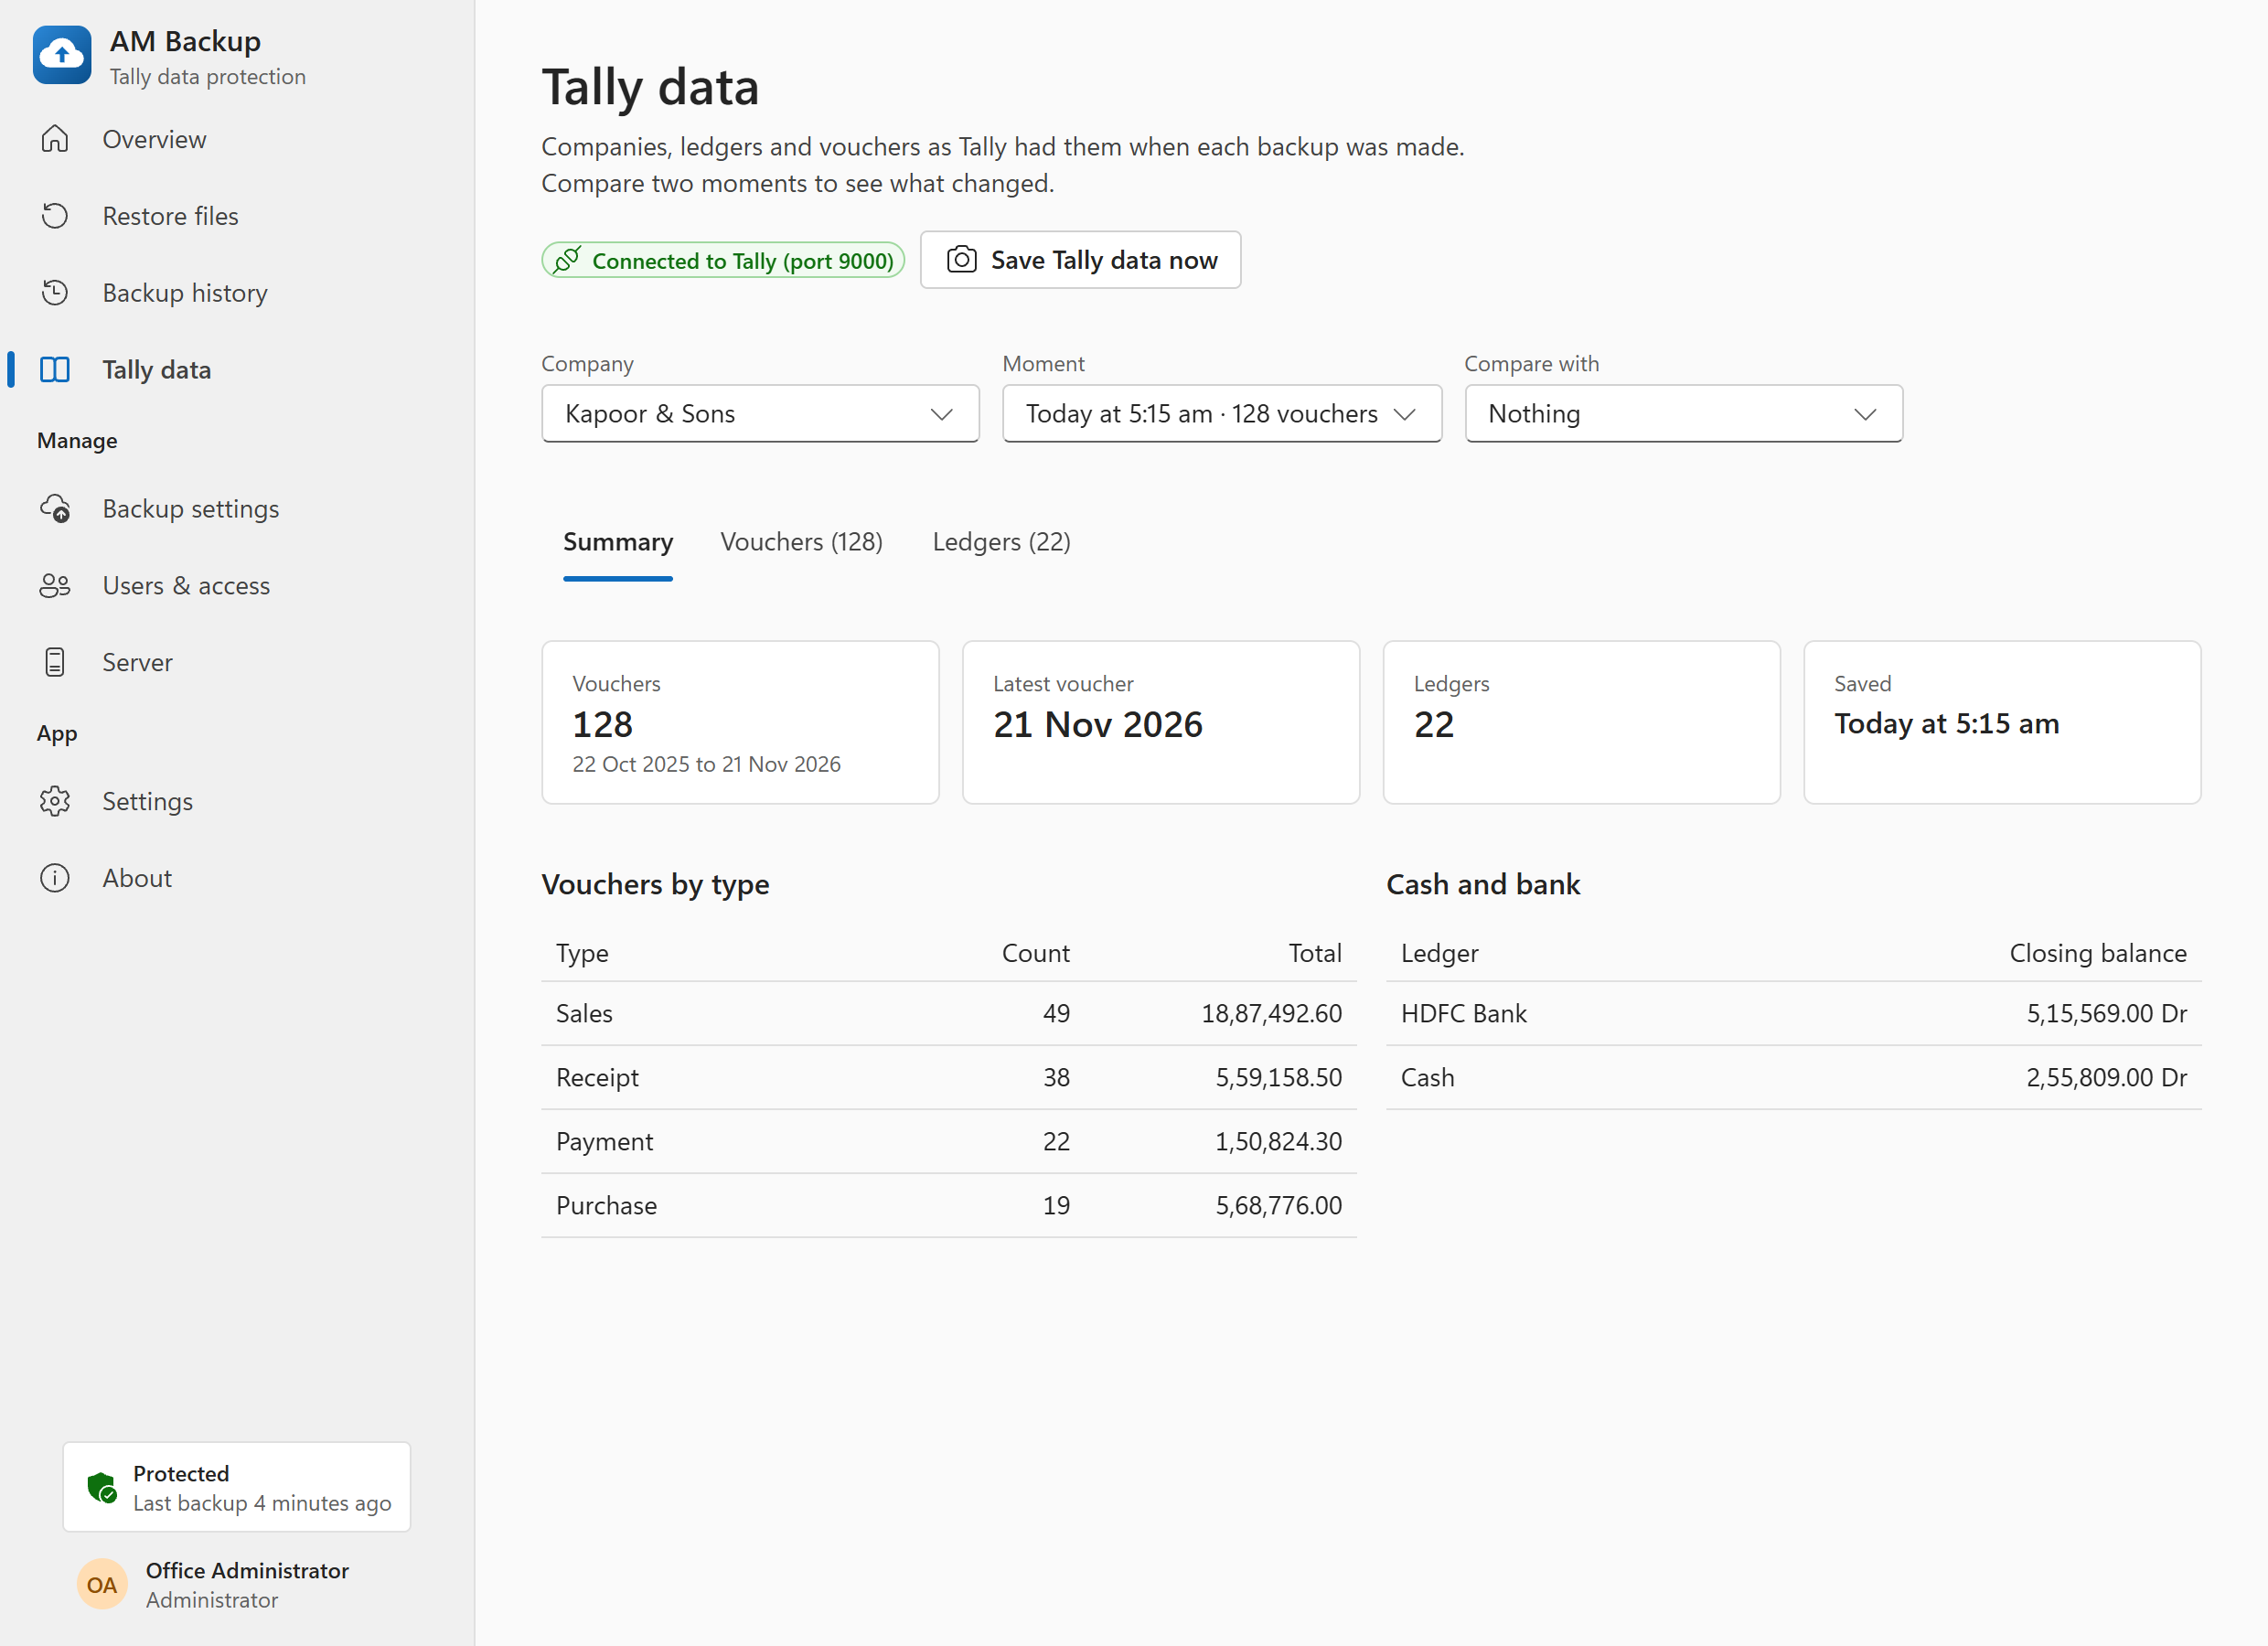 AM Backup
Tally data protection
Overview
Restore files
Backup history
Tally data
Manage
Backup settings
Users & access
Server
App
Settings
About
Protected
Last backup 4 minutes ago
OA
Office Administrator
Administrator
Tally data
Companies, ledgers and vouchers as Tally had them when each backup was made.
Compare two moments to see what changed.
Connected to Tally (port 9000)
Save Tally data now
Company
Moment
Compare with
Kapoor & Sons
Today at 5:15 am · 128 vouchers
Nothing
Summary
Vouchers (128)
Ledgers (22)
Vouchers
128
22 Oct 2025 to 21 Nov 2026
Latest voucher
21 Nov 2026
Ledgers
22
Saved
Today at 5:15 am
Vouchers by type
Type Count Total
Sales 49 18,87,492.60
Receipt 38 5,59,158.50
Payment 22 1,50,824.30
Purchase 19 5,68,776.00
Cash and bank
Ledger Closing balance
HDFC Bank 5,15,569.00 Dr
Cash 2,55,809.00 Dr